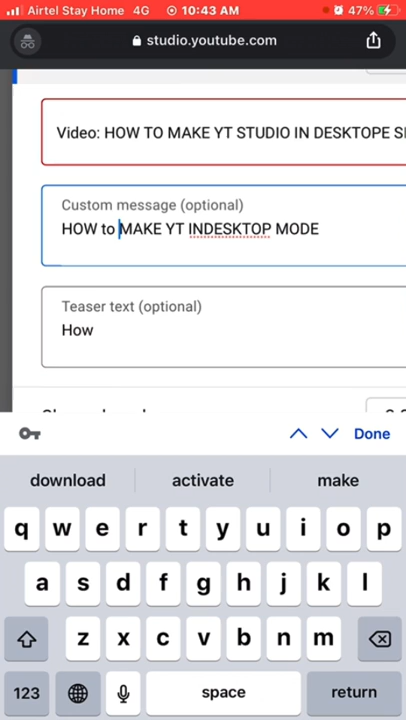 Airtel Stay Home 4G 10:43 AM 47%
studio.youtube.com
Video: HOW TO MAKE YT STUDIO IN DESKTOPE
Custom message (optional)
HOW to MAKE YT INDESKTOP MODE
Teaser text (optional)
How
Done
download activate make
q w e r t y u i o p
a s d f g h j k l
z x c v b n m
123 space return